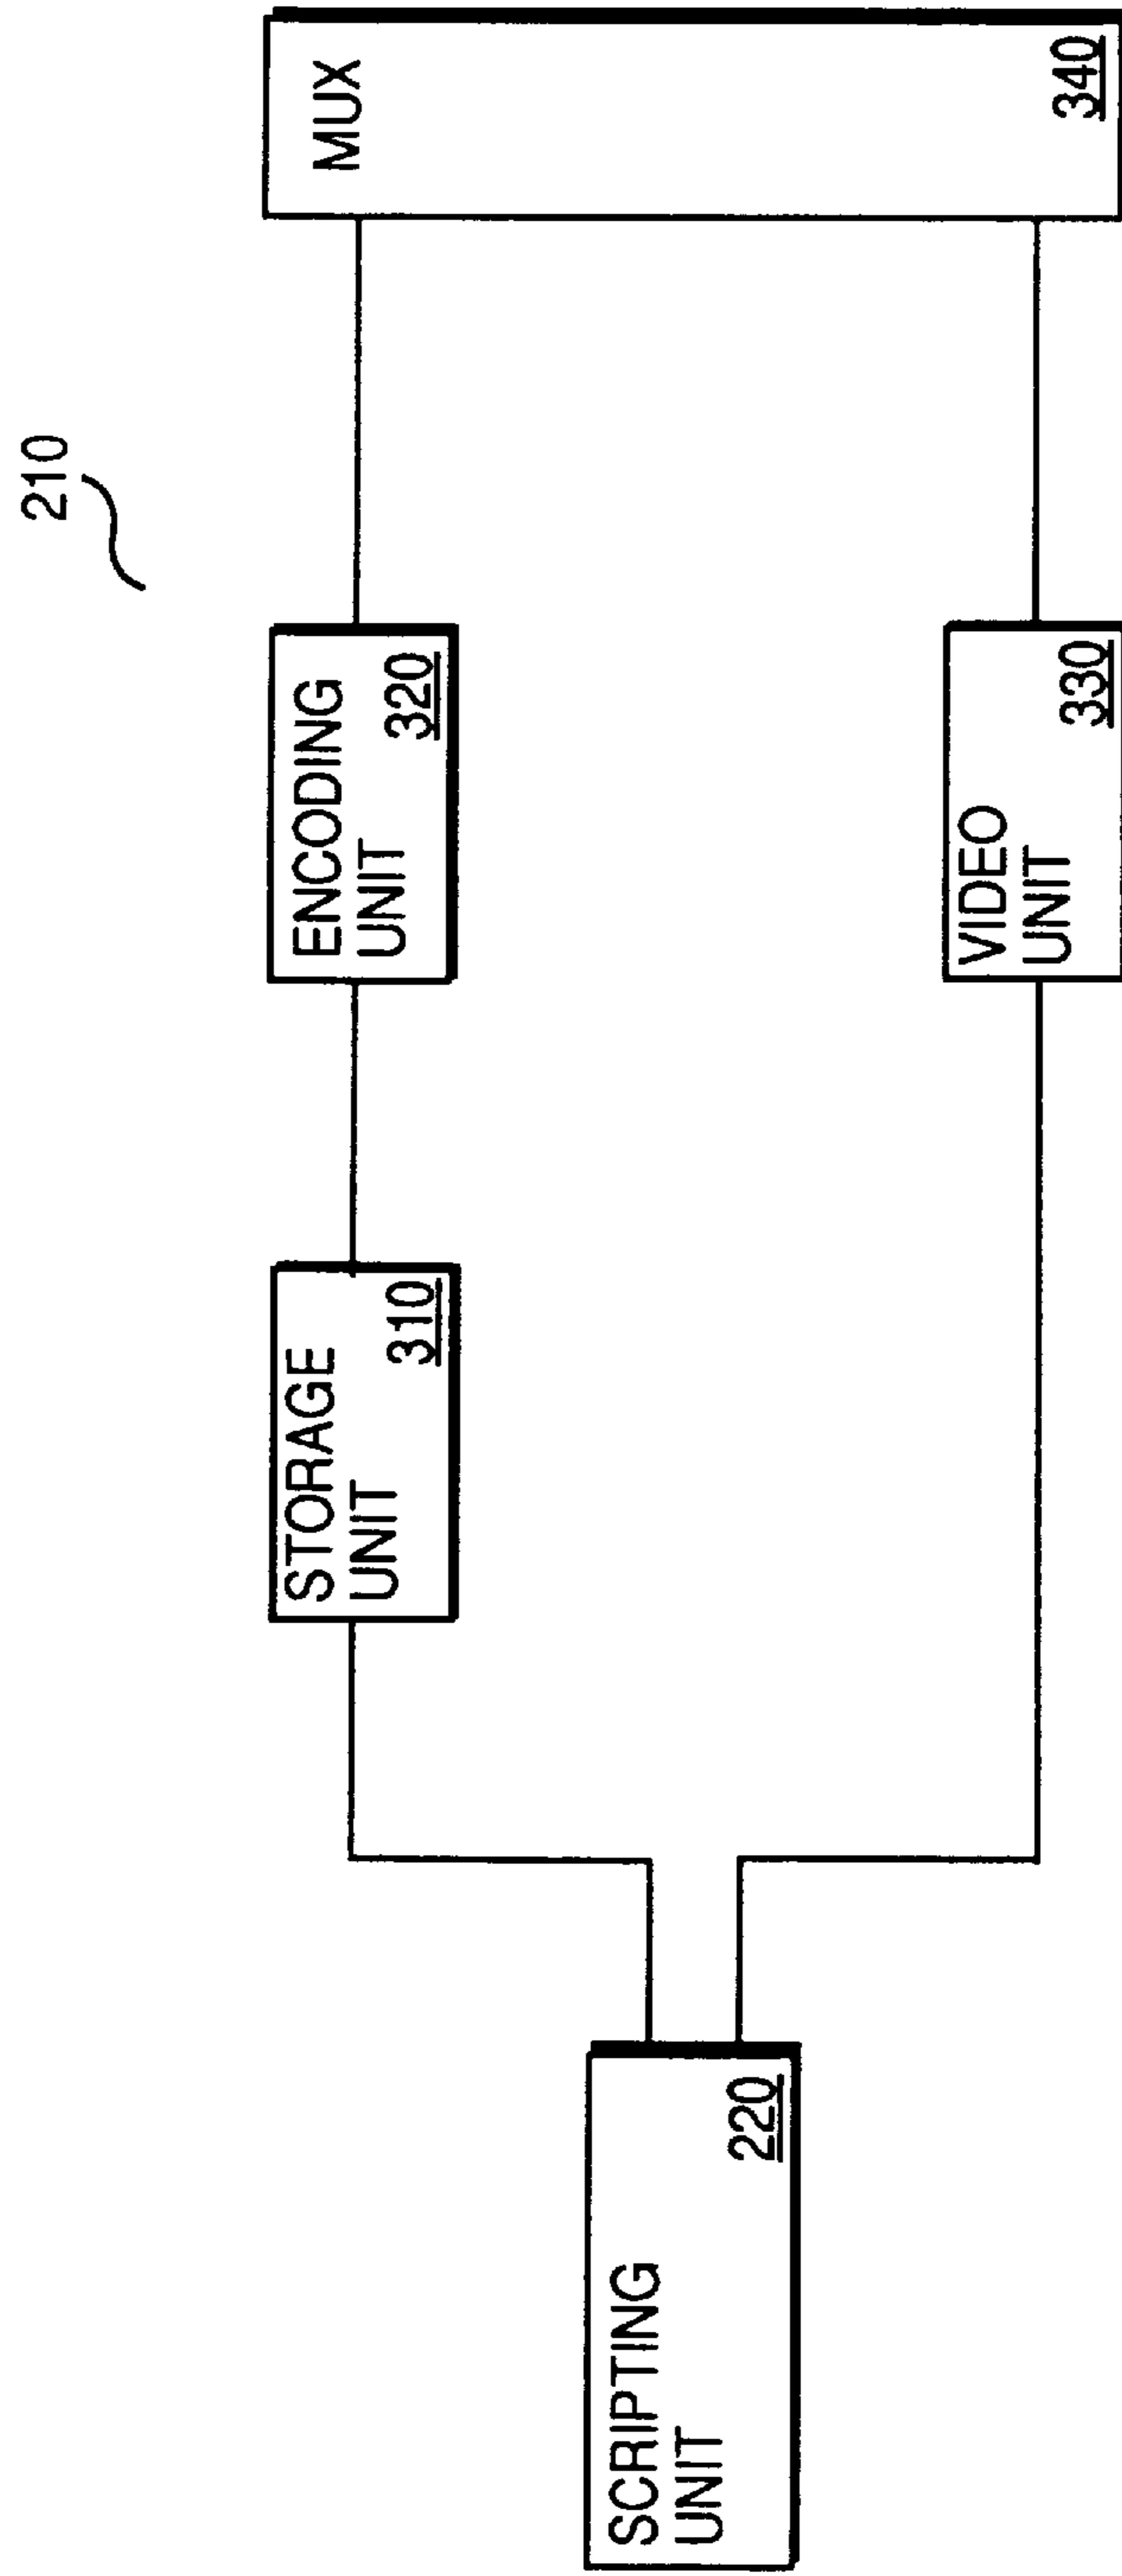 210
SCRIPTING
UNIT
220
STORAGE
UNIT
310
ENCODING
UNIT
320
VIDEO
UNIT
330
MUX
340